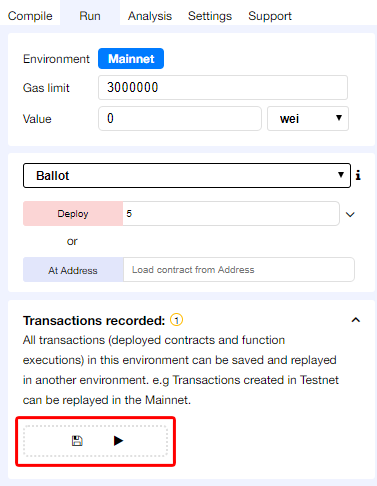 Compile Run Analysis Settings Support
Environment Mainnet
Gas limit 3000000
Value 0 wei
Ballot
Deploy 5
or
At Address Load contract from Address
Transactions recorded: 1
All transactions (deployed contracts and function
executions) in this environment can be saved and replayed
in another environment. e.g Transactions created in Testnet
can be replayed in the Mainnet.